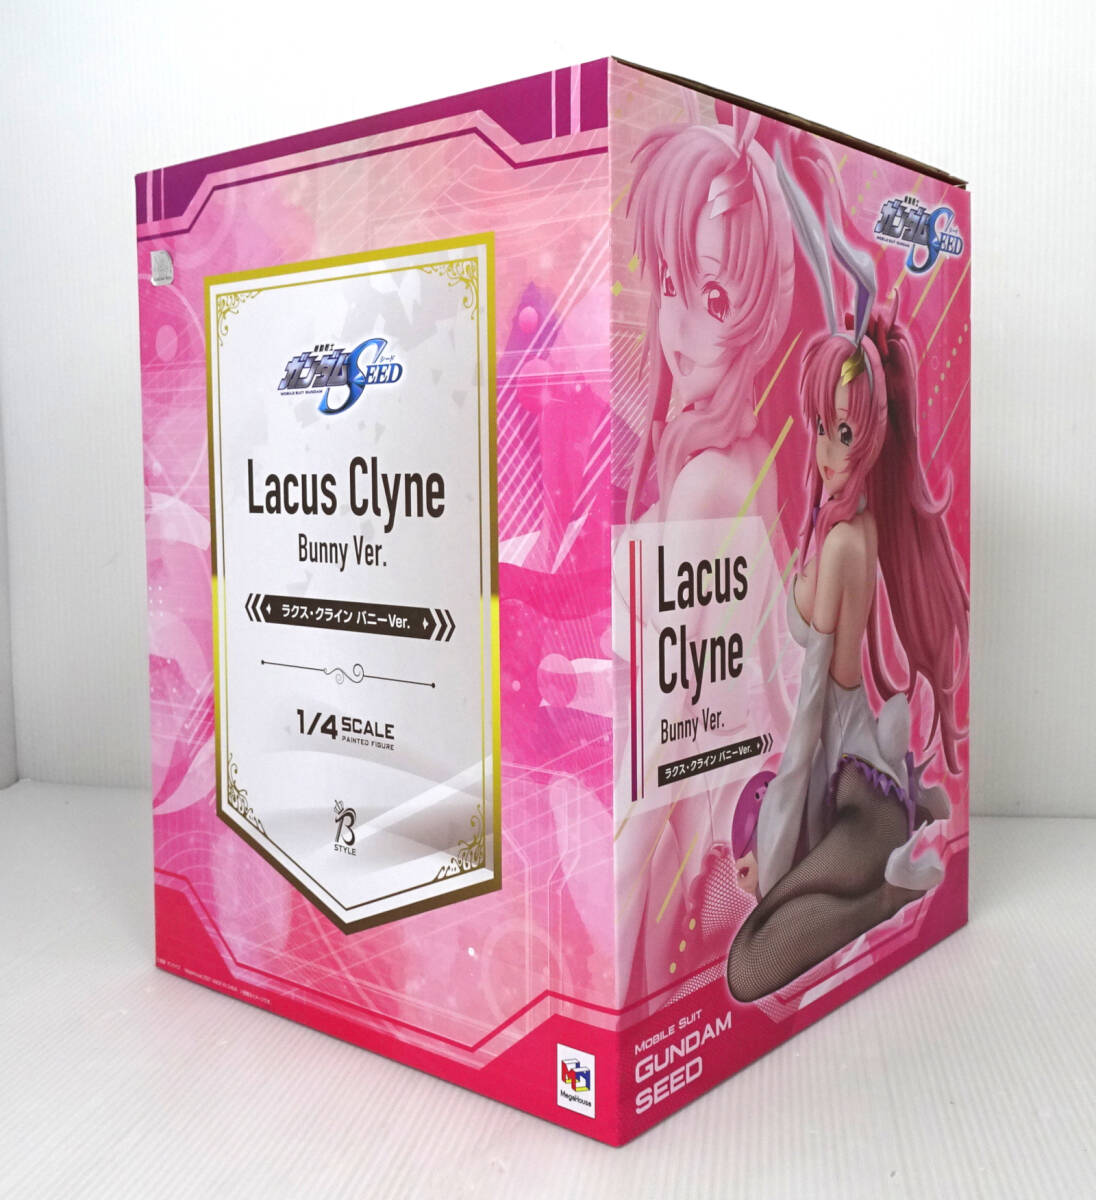 機動戦士
ガンダム
シード
SEED
MOBILE SUIT GUNDAM
Lacus Clyne
Bunny Ver.
ラクス・クライン バニーVer.
1/4 SCALE
PAINTED FIGURE
B
STYLE
MegaHouse
機動戦士
ガンダム
シード
SEED
MOBILE SUIT GUNDAM
Lacus
Clyne
Bunny Ver.
ラクス・クライン バニーVer.
MOBILE SUIT
GUNDAM
SEED